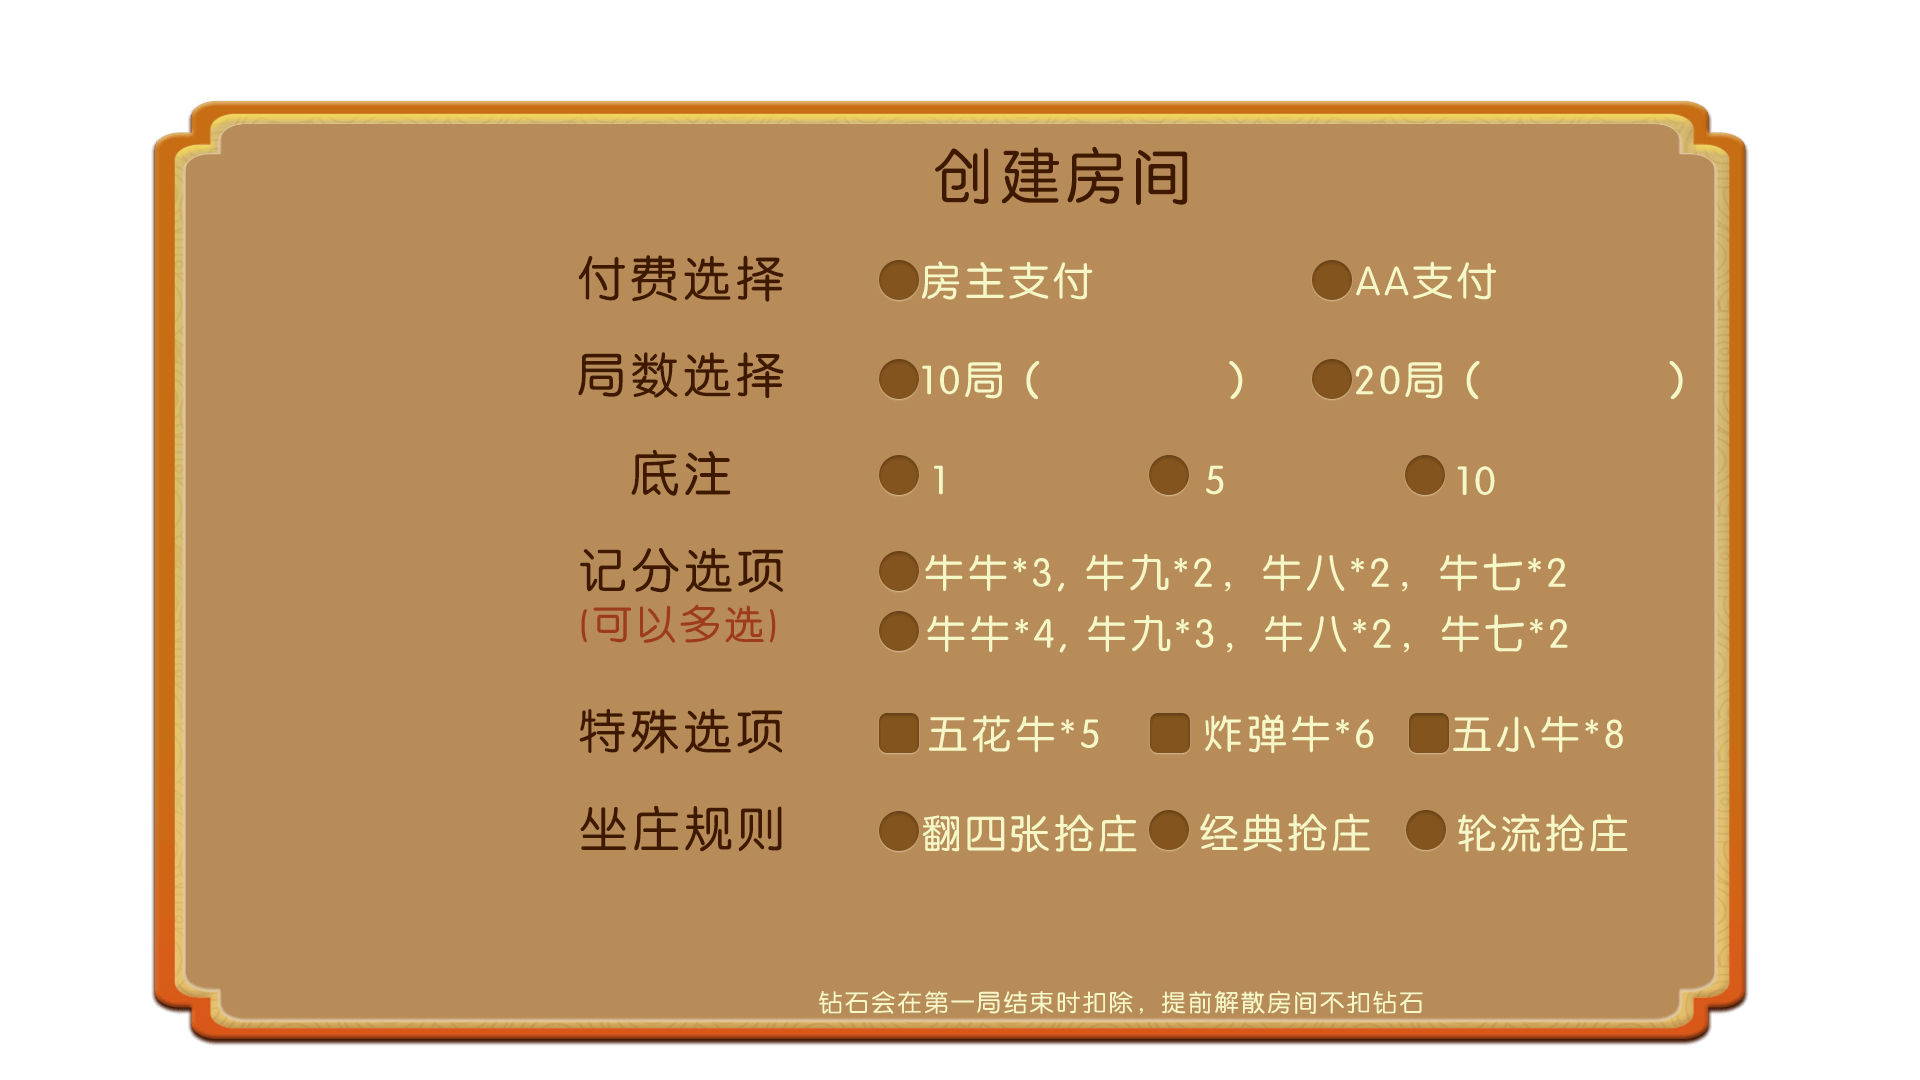 创建房间
付费选择 房主支付 AA支付
局数选择 10局（ ） 20局（ ）
底注 1 5 10
记分选项 牛牛*3, 牛九*2, 牛八*2, 牛七*2
(可以多选) 牛牛*4, 牛九*3, 牛八*2, 牛七*2
特殊选项 五花牛*5 炸弹牛*6 五小牛*8
坐庄规则 翻四张抢庄 经典抢庄 轮流抢庄
钻石会在第一局结束时扣除，提前解散房间不扣钻石